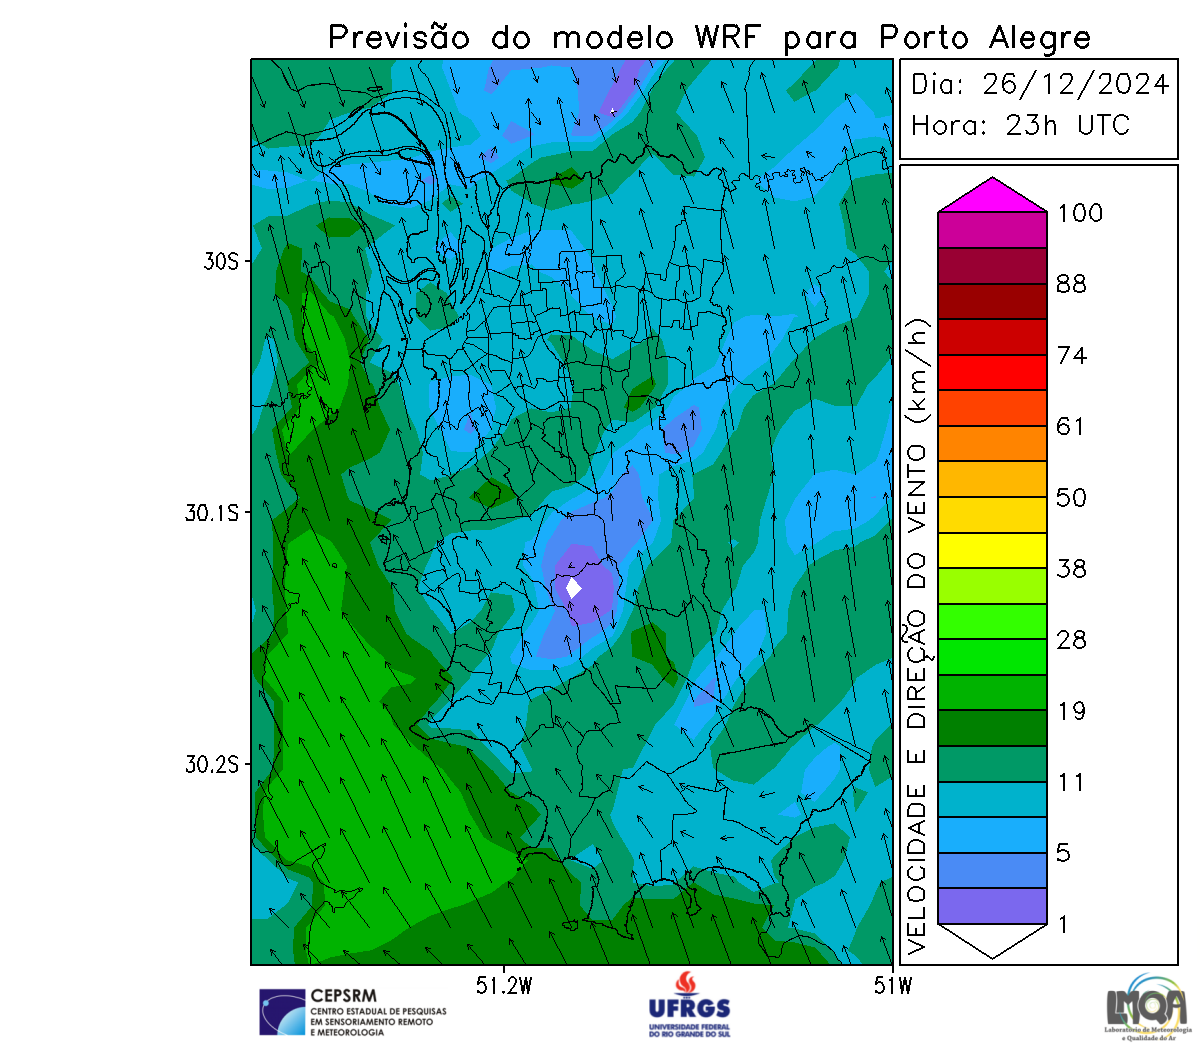 Previsão do modelo WRF para Porto Alegre
Dia: 26/12/2024
Hora: 23h UTC
30S
30.1S
30.2S
51.2W
51W
VELOCIDADE E DIREÇÃO DO VENTO (km/h)
100
88
74
61
50
38
28
19
11
5
1
CEPSRM
CENTRO ESTADUAL DE PESQUISAS
EM SENSORIAMENTO REMOTO
E METEOROLOGIA
UFRGS
UNIVERSIDADE FEDERAL
DO RIO GRANDE DO SUL
LMQA
Laboratório de Meteorologia
e Qualidade do Ar